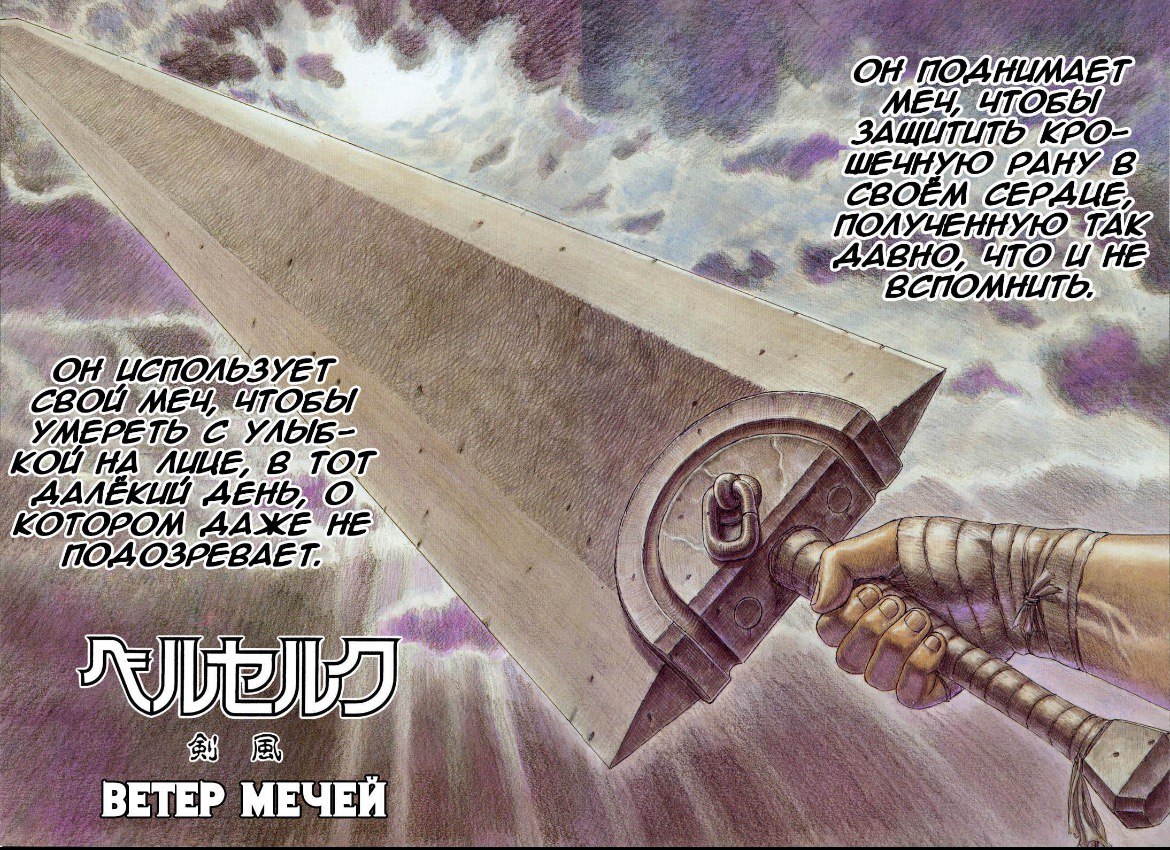 ОН ПОДНИМАЕТ
МЕЧ, ЧТОБЫ
ЗАЩИТИТЬ КРО-
ШЕЧНУЮ РАНУ В
СВОЁМ СЕРДЦЕ,
ПОЛУЧЕННУЮ ТАК
ДАВНО, ЧТО И НЕ
ВСПОМНИТЬ.
ОН ИСПОЛЬЗУЕТ
СВОЙ МЕЧ, ЧТОБЫ
УМЕРЕТЬ С УЛЫБ-
КОЙ НА ЛИЦЕ, В ТОТ
ДАЛЁКИЙ ДЕНЬ, О
КОТОРОМ ДАЖЕ НЕ
ПОДОЗРЕВАЕТ.
ベルセルク
剣風
ВЕТЕР МЕЧЕЙ